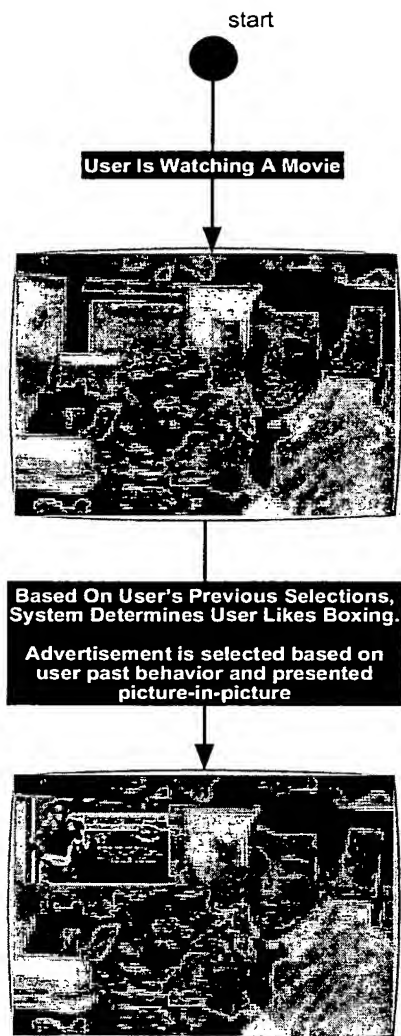 start
User Is Watching A Movie
Based On User's Previous Selections,
System Determines User Likes Boxing.
Advertisement is selected based on
user past behavior and presented
picture-in-picture